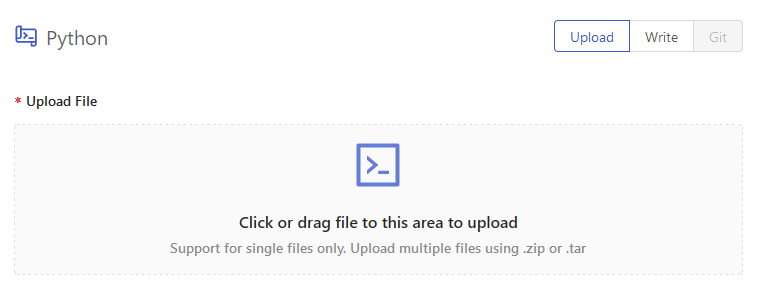 Python
Upload
Write
Git
* Upload File
Click or drag file to this area to upload
Support for single files only. Upload multiple files using .zip or .tar